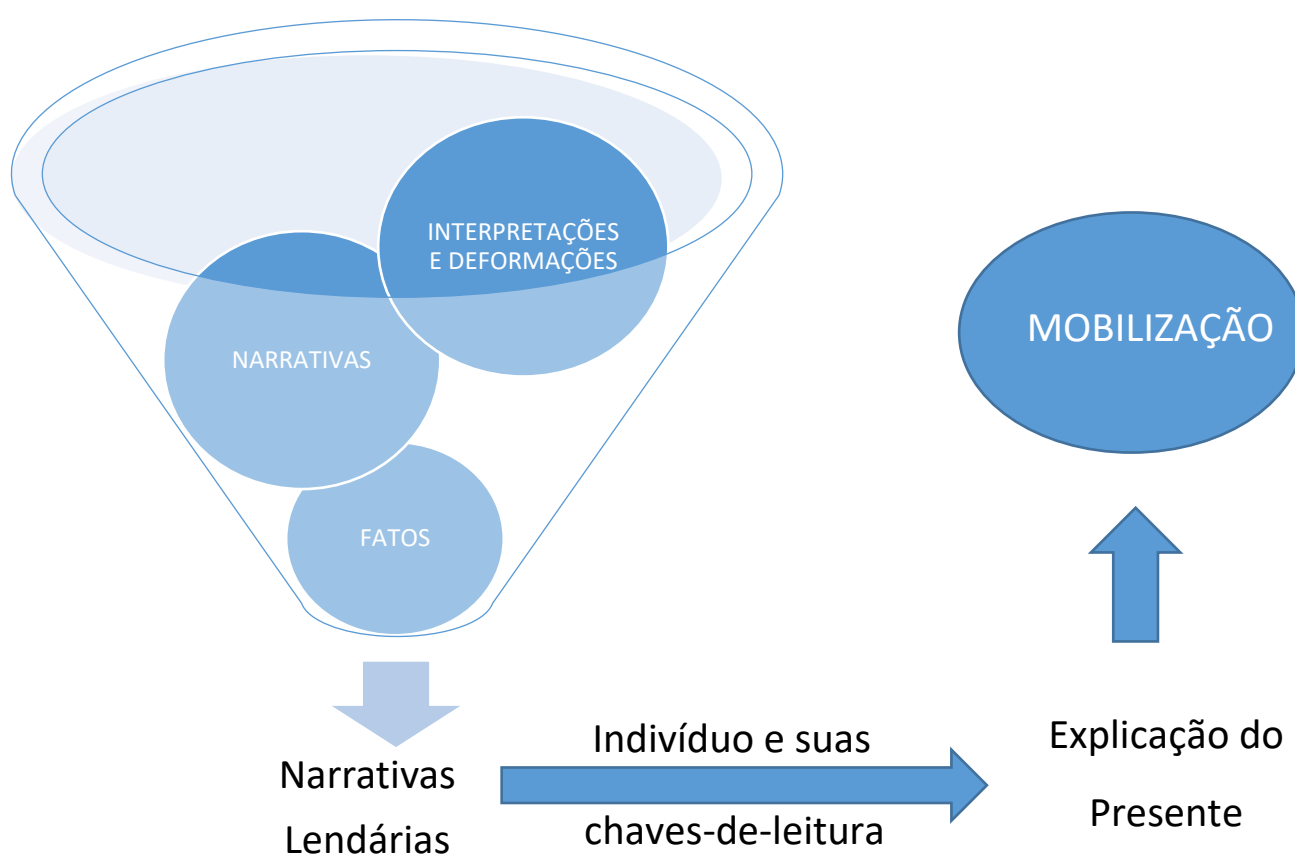 INTERPRETAÇÕES
E DEFORMAÇÕES
NARRATIVAS
FATOS
Narrativas
Lendárias
Indivíduo e suas
chaves-de-leitura
Explicação do
Presente
MOBILIZAÇÃO